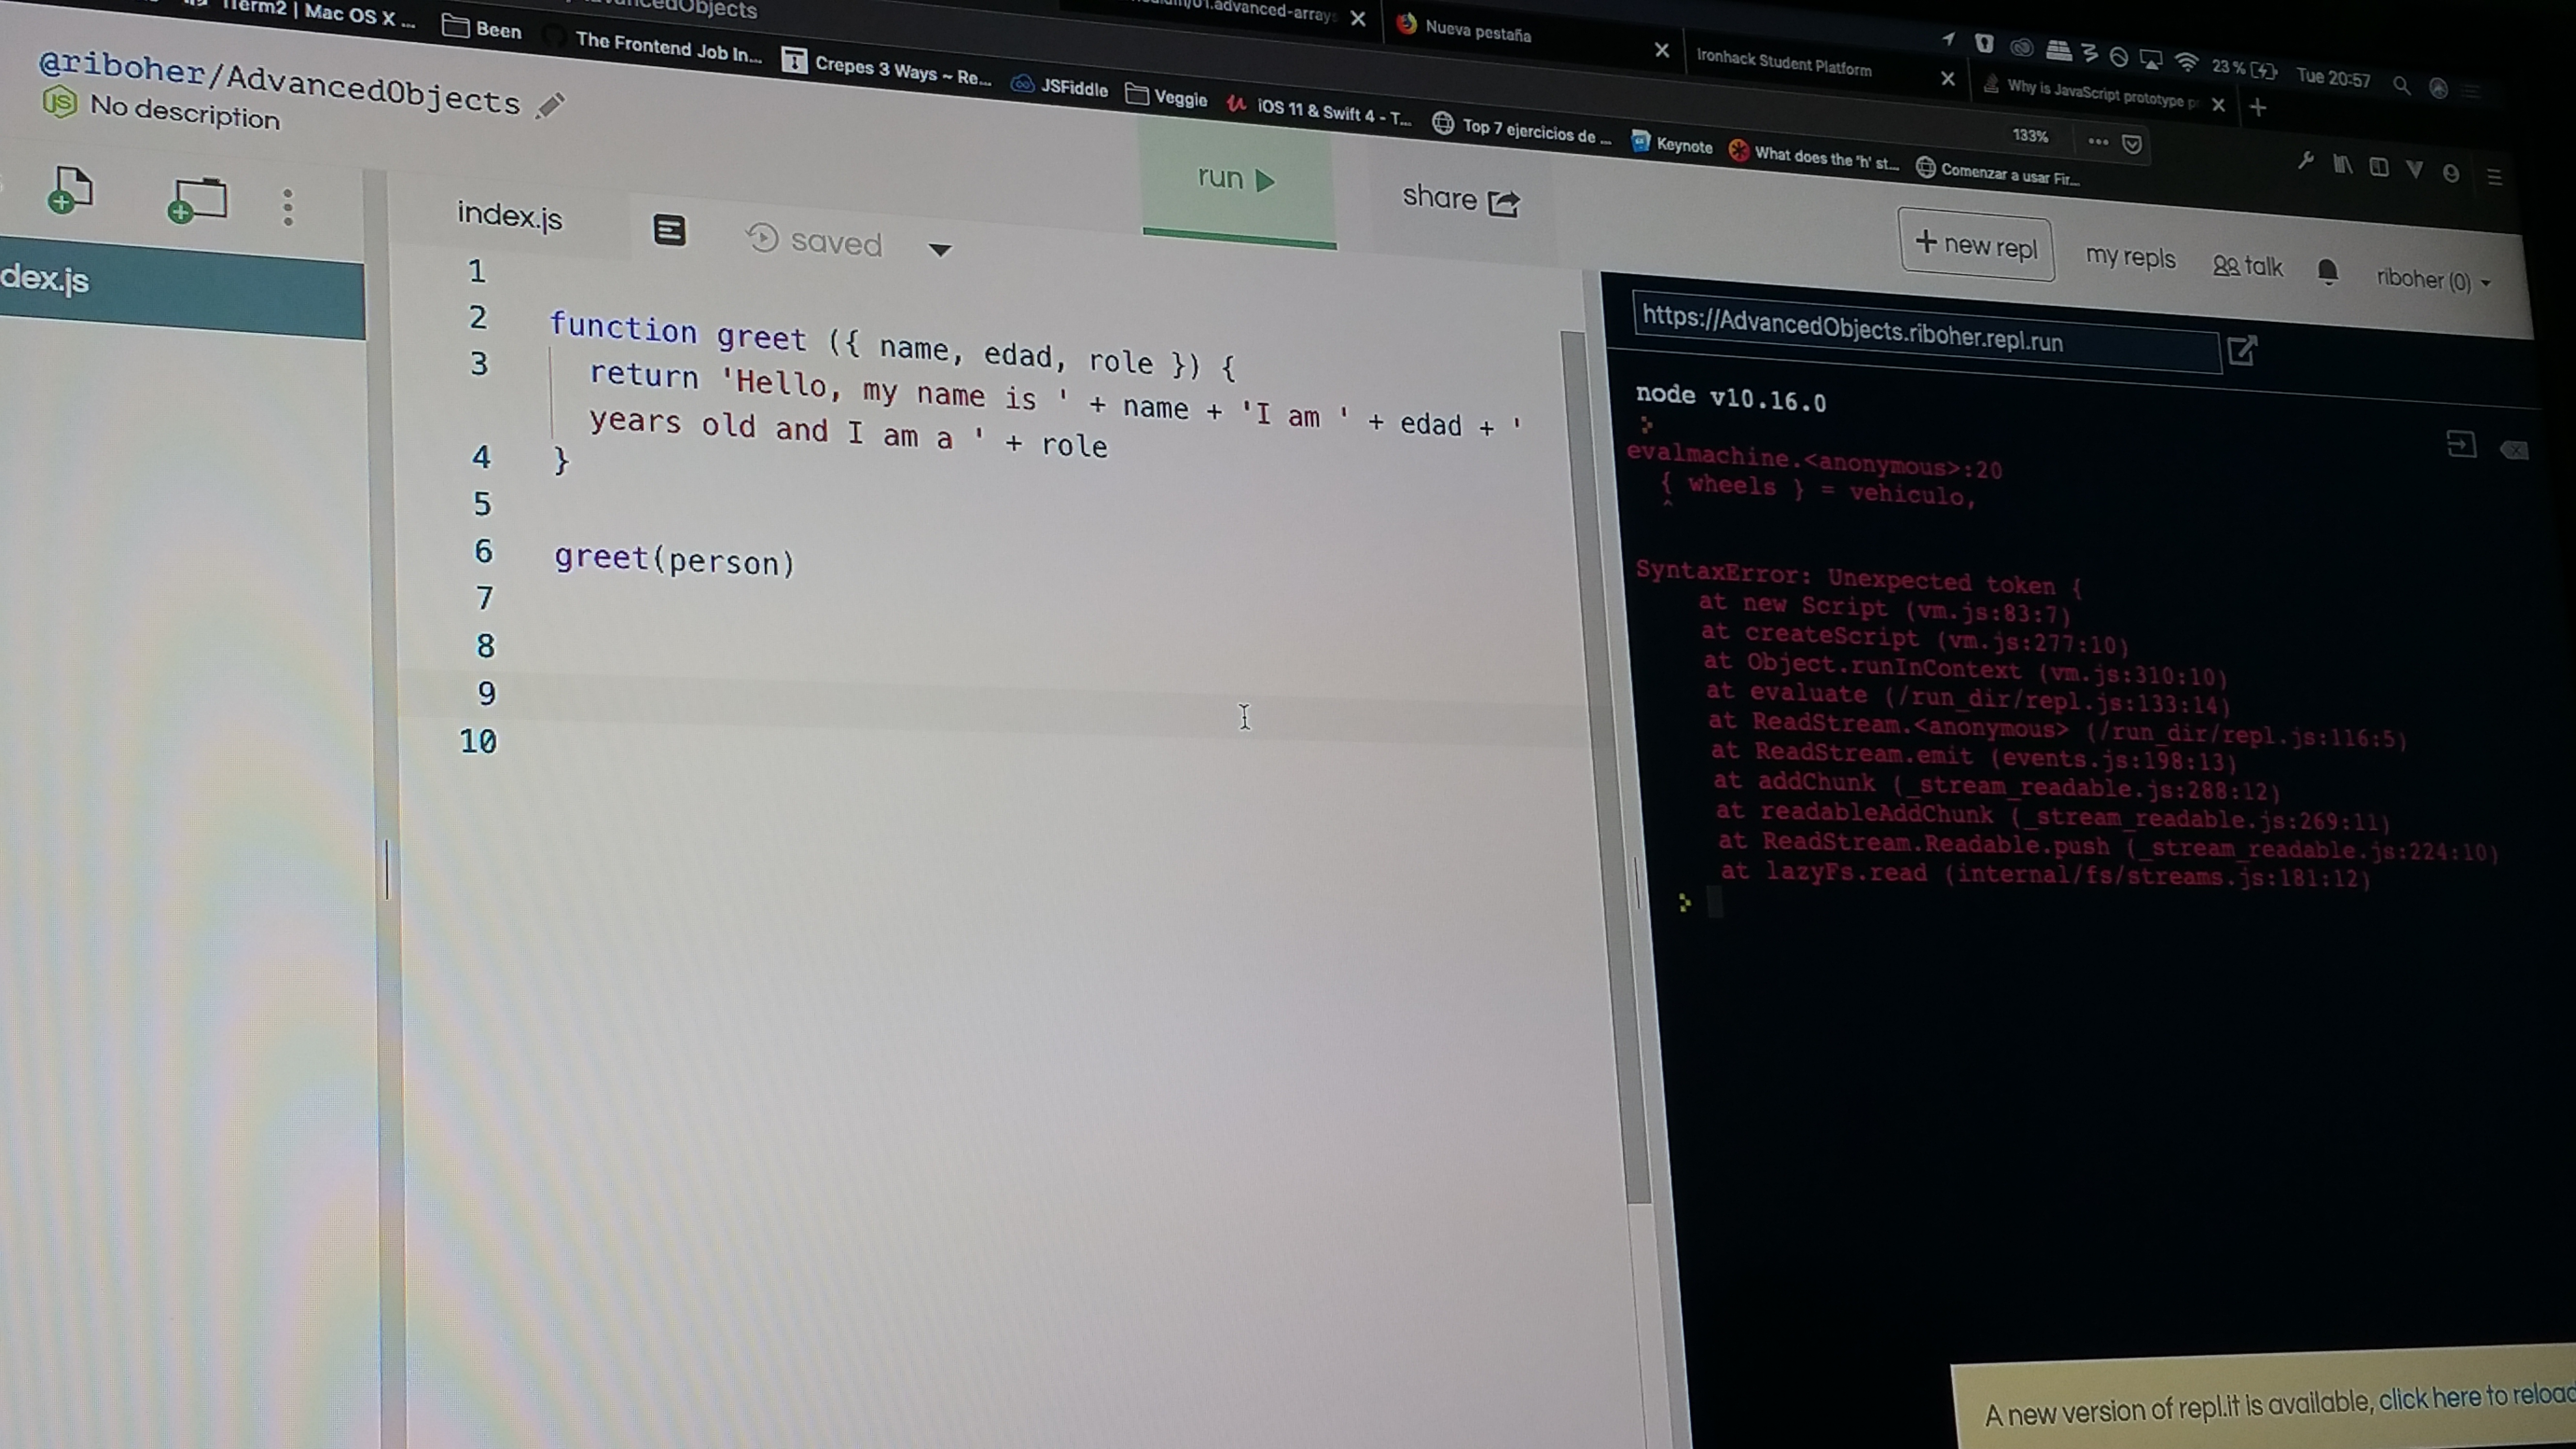 Mac OS X ...
Been
The Frontend Job In...
Crepes 3 Ways ~ Re...
JSFiddle
Veggie
iOS 11 & Swift 4 - T...
Top 7 ejercicios de ...
Keynote
What does the 'h' st...
Comenzar a usar Fir...
Nueva pestaña
Ironhack Student Platform
Why is JavaScript prototype
23 %
Tue 20:57
133%
@riboher/AdvancedObjects
No description
run
share
+ new repl
my repls
talk
riboher (0)
dex.js
index.js
saved
1
2 function greet ({ name, edad, role }) {
3 return 'Hello, my name is ' + name + 'I am ' + edad + '
years old and I am a ' + role
4 }
5
6 greet(person)
7
8
9
10
https://AdvancedObjects.riboher.repl.run
node v10.16.0
evalmachine.<anonymous>:20
{ wheels } = vehiculo,
^
SyntaxError: Unexpected token {
at new Script (vm.js:83:7)
at createScript (vm.js:277:10)
at Object.runInContext (vm.js:310:10)
at evaluate (/run_dir/repl.js:133:14)
at ReadStream.<anonymous> (/run_dir/repl.js:116:5)
at ReadStream.emit (events.js:198:13)
at addChunk (_stream_readable.js:288:12)
at readableAddChunk (_stream_readable.js:269:11)
at ReadStream.Readable.push (_stream_readable.js:224:10)
at lazyFs.read (internal/fs/streams.js:181:12)
A new version of repl.it is available, click here to reload